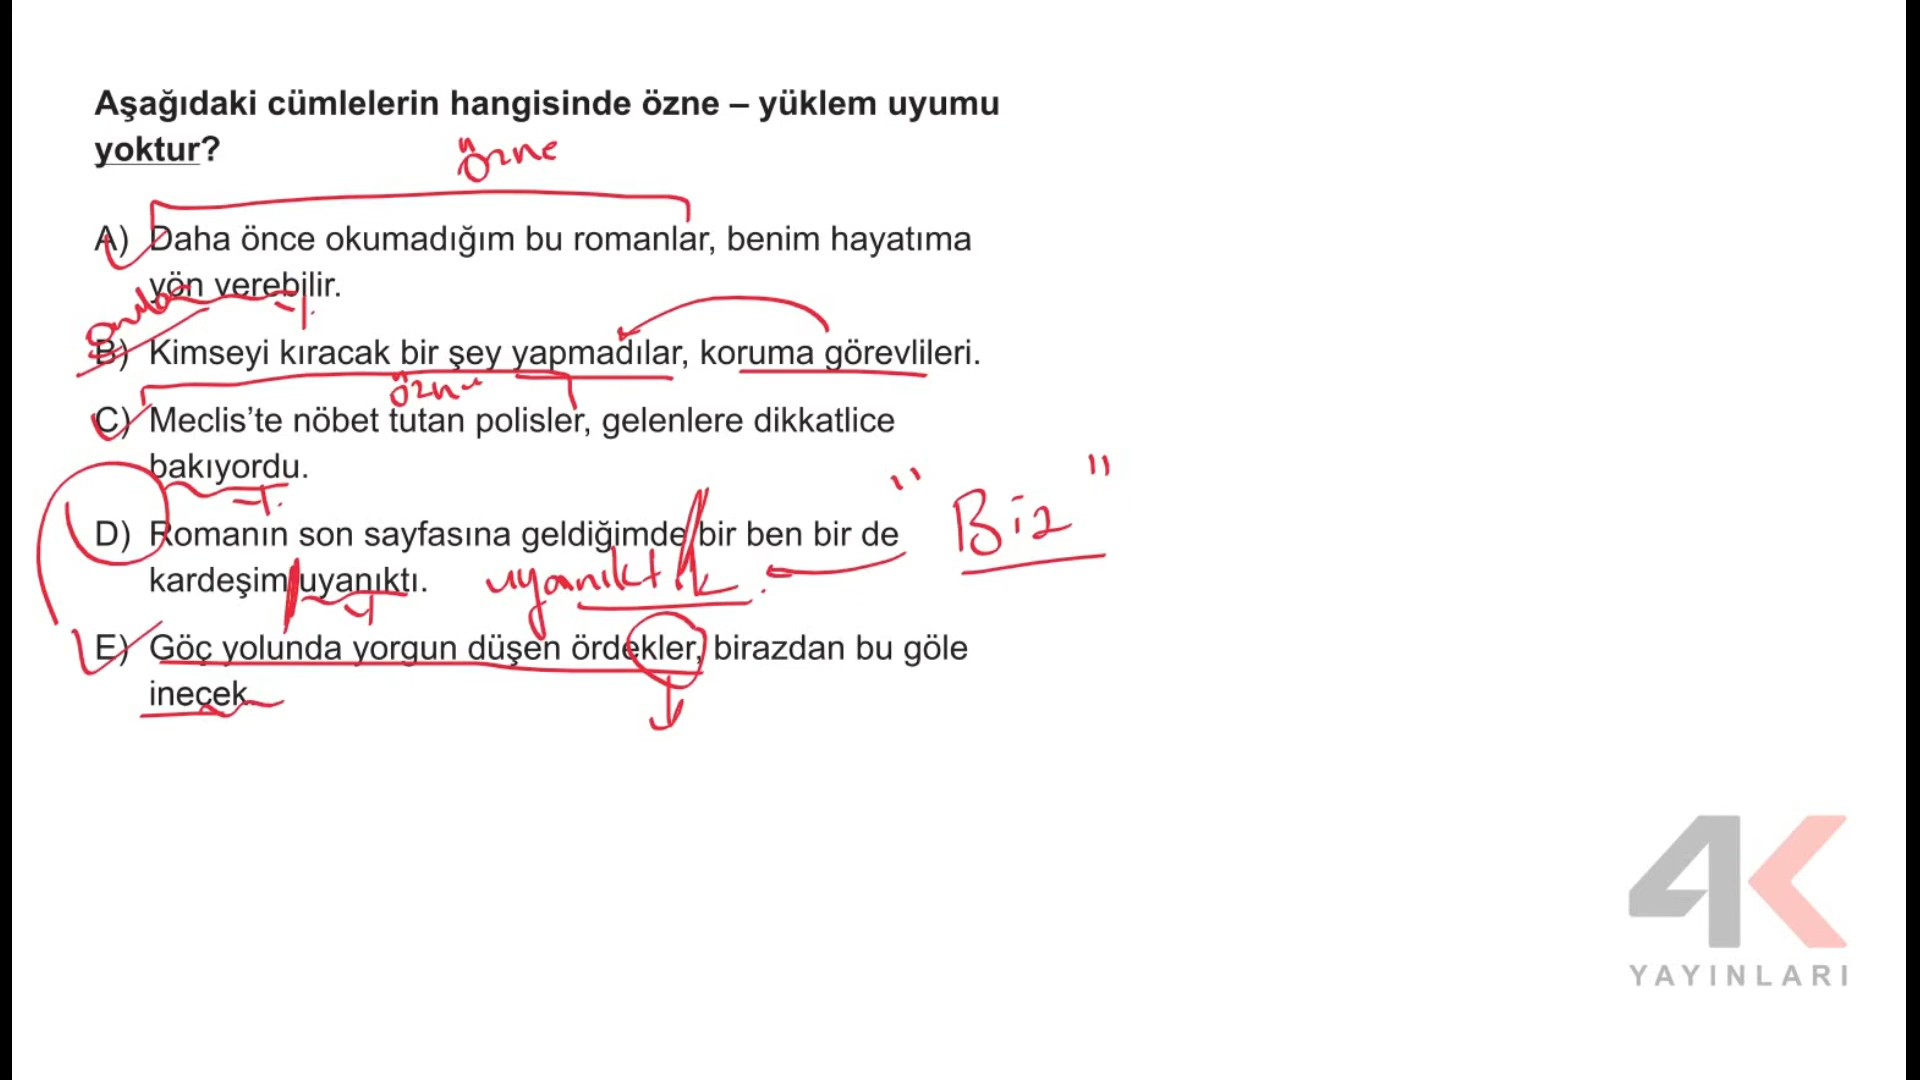 Aşağıdaki cümlelerin hangisinde özne – yüklem uyumu
yoktur?
özne
A) Daha önce okumadığım bu romanlar, benim hayatıma
yön verebilir.
B) Kimseyi kıracak bir şey yapmadılar, koruma görevlileri.
özne
C) Meclis’te nöbet tutan polisler, gelenlere dikkatlice
bakıyordu.
D) Romanın son sayfasına geldiğimde bir ben bir de
"Biz"
kardeşim uyanıktı.
uyanıktık.
E) Göç yolunda yorgun düşen ördekler, birazdan bu göle
inecek.
4K
YAYINLARI